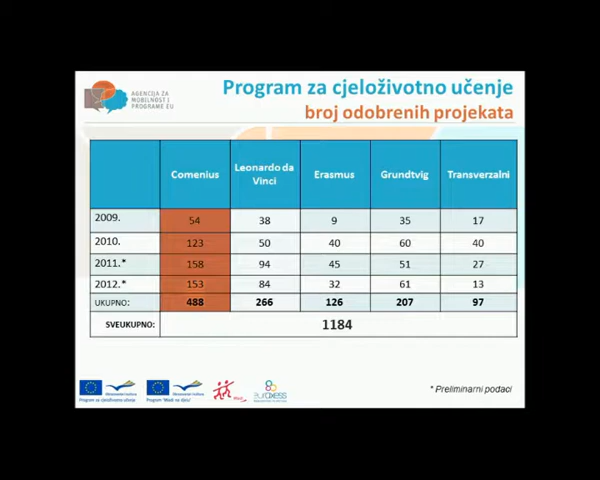 AGENCIJA ZA
MOBILNOST I
PROGRAME EU
Program za cjeloživotno učenje
broj odobrenih projekata
Comenius Leonardo da Vinci Erasmus Grundtvig Transverzalni
2009. 54 38 9 35 17
2010. 123 50 40 60 40
2011.* 158 94 45 51 27
2012.* 153 84 32 61 13
UKUPNO: 488 266 126 207 97
SVEUKUPNO: 1184
* Preliminarni podaci
Program za cjeloživotno učenje
Program "Mladi na djelu"
euraxess